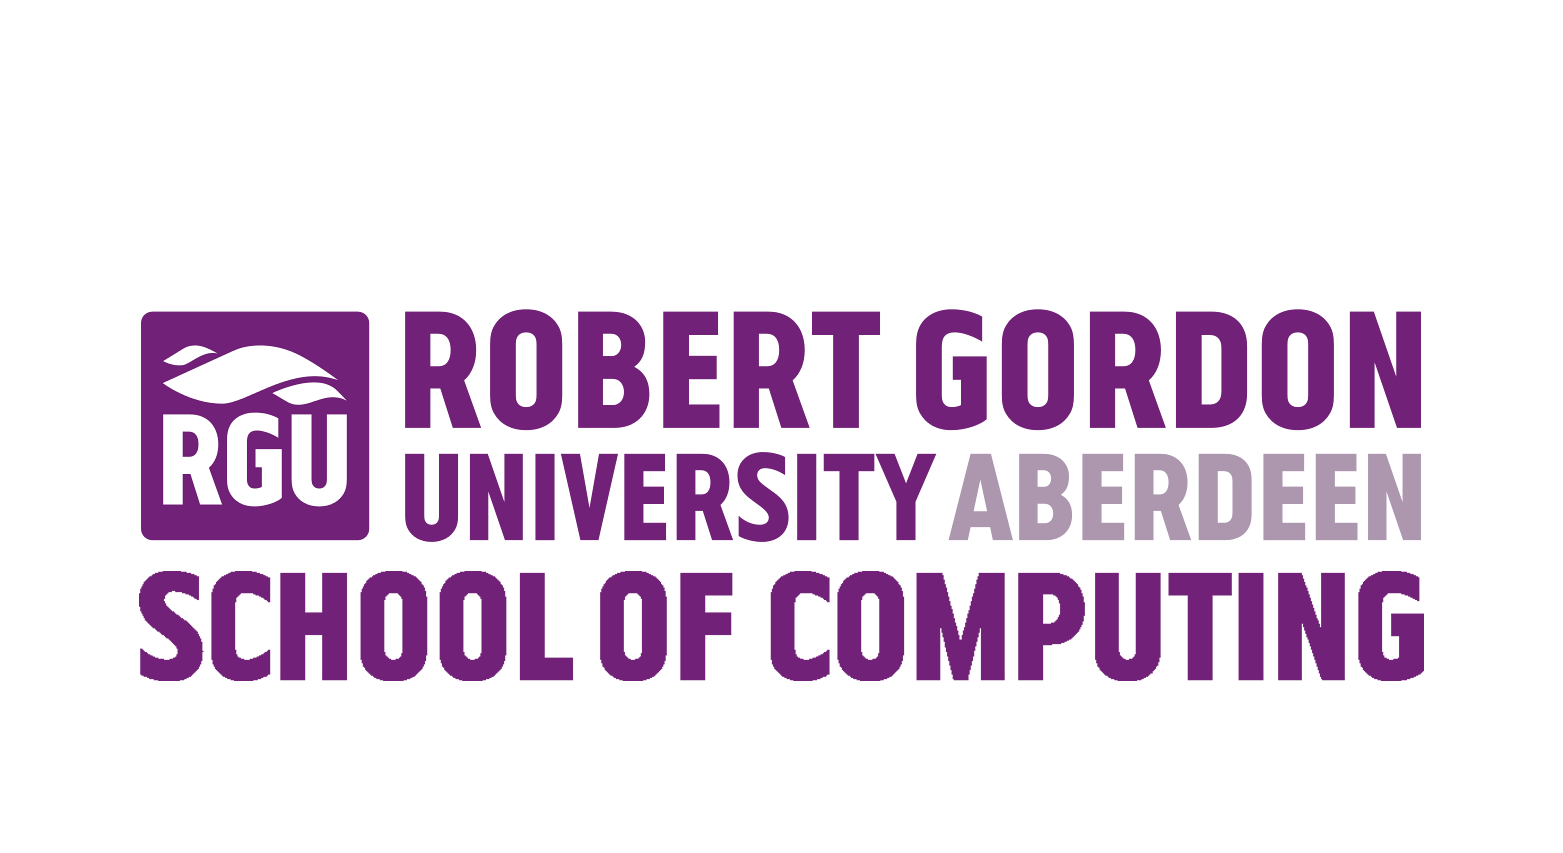 RGU
ROBERT GORDON
UNIVERSITY ABERDEEN
SCHOOL OF COMPUTING